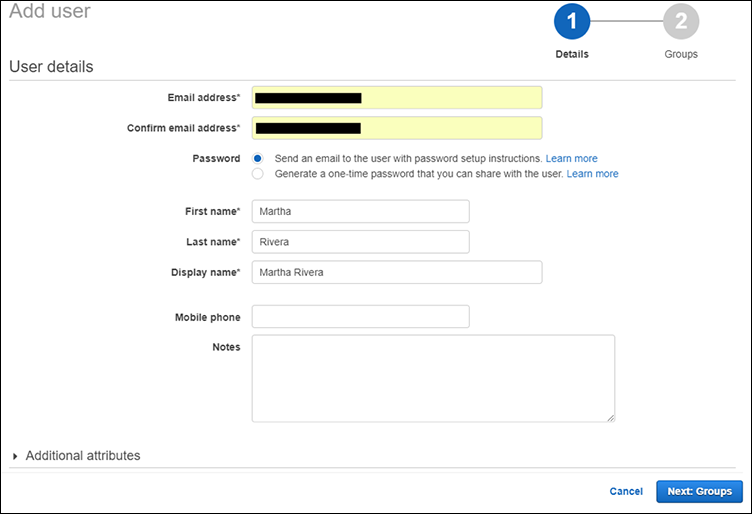 Add user
1
2
Details
Groups
User details
Email address*
Confirm email address*
Password
Send an email to the user with password setup instructions. Learn more
Generate a one-time password that you can share with the user. Learn more
First name*
Martha
Last name*
Rivera
Display name*
Martha Rivera
Mobile phone
Notes
Additional attributes
Cancel
Next: Groups